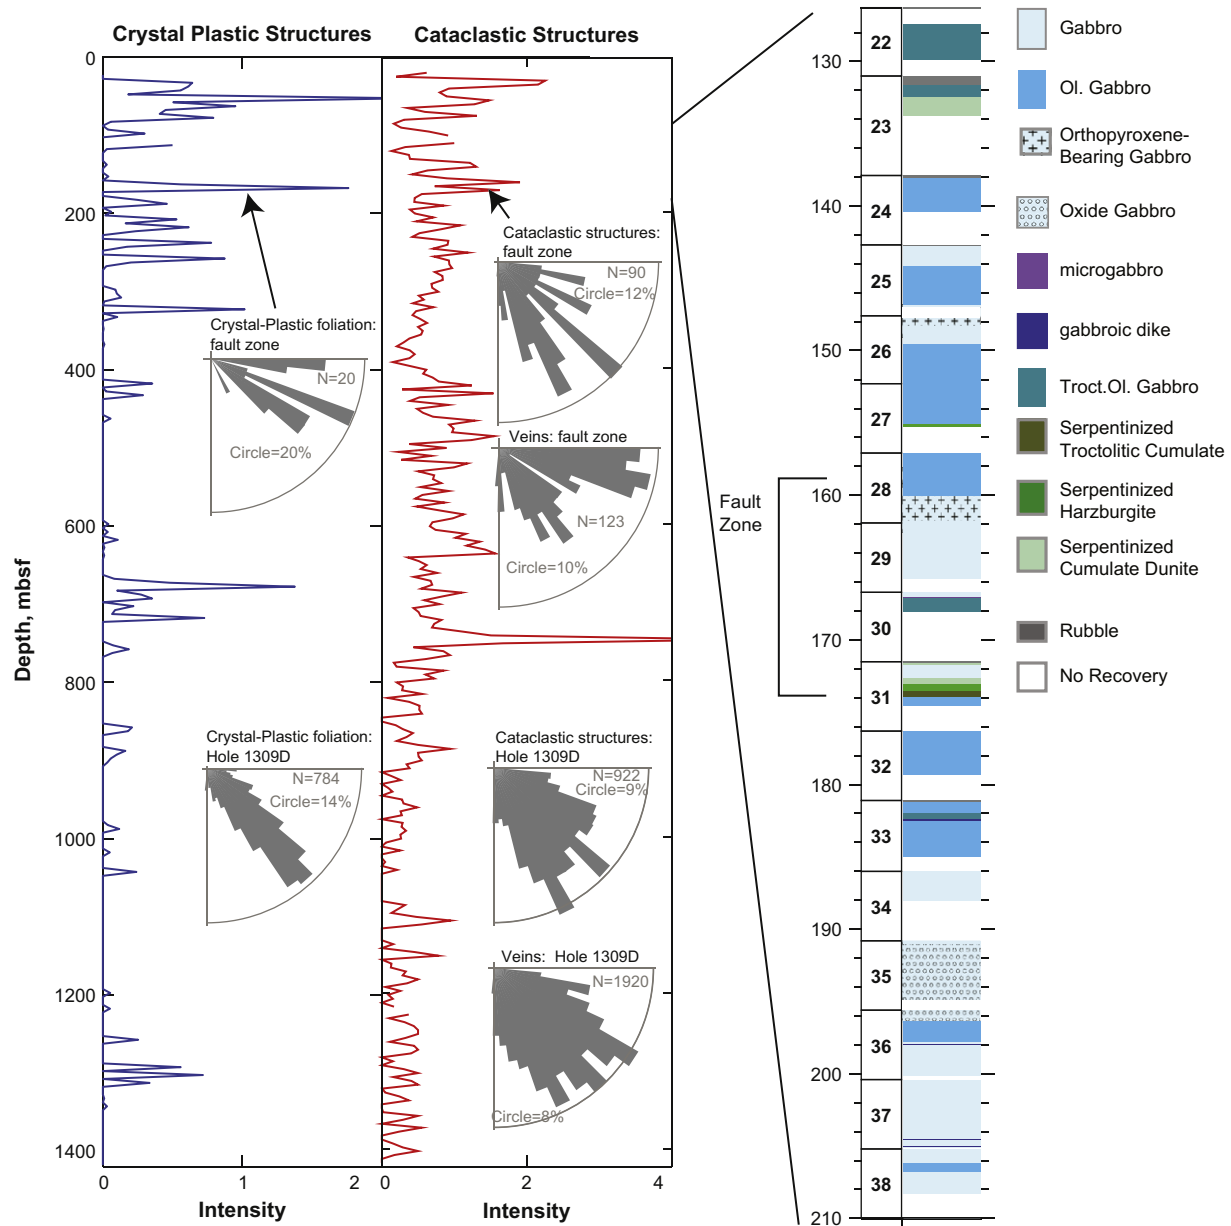 Crystal Plastic Structures
Cataclastic Structures
0
200
400
600
800
1000
1200
1400
Depth, mbsf
0
1
2
Intensity
0
2
4
Intensity
Crystal-Plastic foliation:
fault zone
N=20
Circle=20%
Crystal-Plastic foliation:
Hole 1309D
N=784
Circle=14%
Cataclastic structures:
fault zone
N=90
Circle=12%
Veins: fault zone
N=123
Circle=10%
Cataclastic structures:
Hole 1309D
N=922
Circle=9%
Veins: Hole 1309D
N=1920
Circle=8%
Fault
Zone
130
140
150
160
170
180
190
200
210
22
23
24
25
26
27
28
29
30
31
32
33
34
35
36
37
38
Gabbro
Ol. Gabbro
Orthopyroxene-
Bearing Gabbro
Oxide Gabbro
microgabbro
gabbroic dike
Troct.Ol. Gabbro
Serpentinized
Troctolitic Cumulate
Serpentinized
Harzburgite
Serpentinized
Cumulate Dunite
Rubble
No Recovery